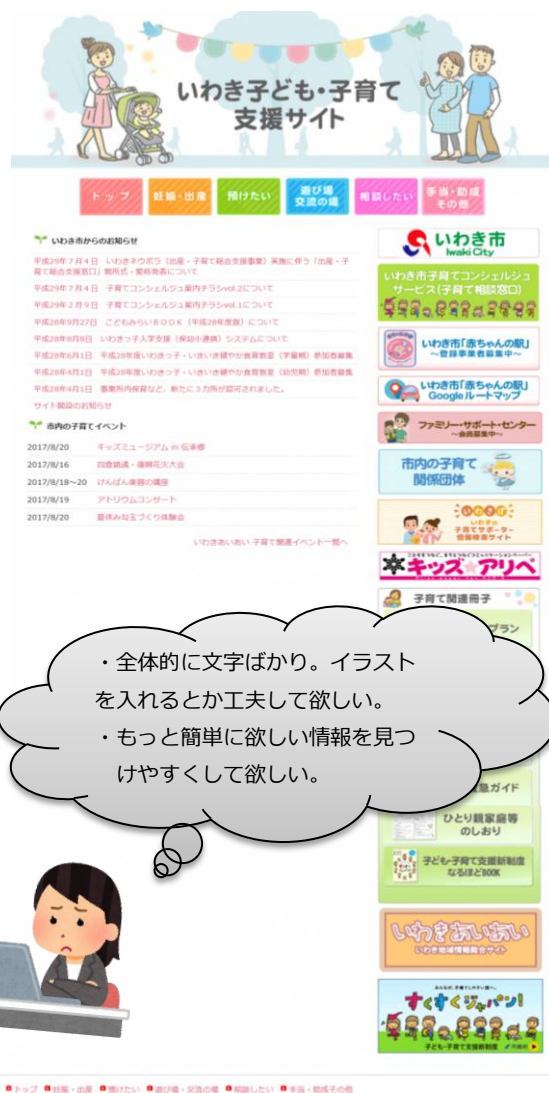 いわき子ども・子育て
支援サイト
トップ
妊娠・出産
預けたい
遊び場
交流の場
相談したい
手当・助成
その他
いわき市からのお知らせ
平成29年7月4日 いわきネウボラ（出産・子育て総合支援事業）実施に伴う「出産・子
育て総合支援窓口」開所式・愛称発表について
平成29年7月4日 子育てコンシェルジュ案内チラシvol.2について
平成29年2月9日 子育てコンシェルジュ案内チラシvol.1について
平成28年9月27日 こどもみらいBOOK（平成28年度版）について
平成28年8月8日 いわきっ子入学支援（保幼小連携）システムについて
平成28年6月1日 平成28年度いわきっ子・いきいき健やか食育教室（学童期）参加者募集
平成28年4月1日 平成28年度いわきっ子・いきいき健やか食育教室（幼児期）参加者募集
平成28年4月1日 事業所内保育など、新たに3カ所が認可されました。
サイト開設のお知らせ
市内の子育てイベント
2017/8/20 キッズミュージアム in 伝承郷
2017/8/16 四倉鎮魂・復興花火大会
2017/8/18～20 けんばん楽器の講座
2017/8/19 アトリウムコンサート
2017/8/20 夏休み勾玉づくり体験会
いわきあいあい 子育て関連イベント一覧へ
いわき市
Iwaki City
いわき市子育てコンシェルジュ
サービス(子育て相談窓口)
いわき市「赤ちゃんの駅」
～登録事業者募集中～
いわき市「赤ちゃんの駅」
Googleルートマップ
ファミリー・サポート・センター
～会員募集中～
市内の子育て
関係団体
いわさぽ
いわきの
子育てサポーター
情報検索サイト
キッズ☆アリペ
子育て関連冊子
プラン
・全体的に文字ばかり。イラスト
を入れるとか工夫して欲しい。
・もっと簡単に欲しい情報を見つ
けやすくして欲しい。
急ガイド
ひとり親家庭等
のしおり
子ども・子育て支援新制度
なるほどBOOK
いわきあいあい
いわき地域情報総合サイト
みんなが、子育てしやすい国へ。
すくすくジャパン!
子ども・子育て支援新制度 内閣府
トップ 妊娠・出産 預けたい 遊び場・交流の場 相談したい 手当・助成その他